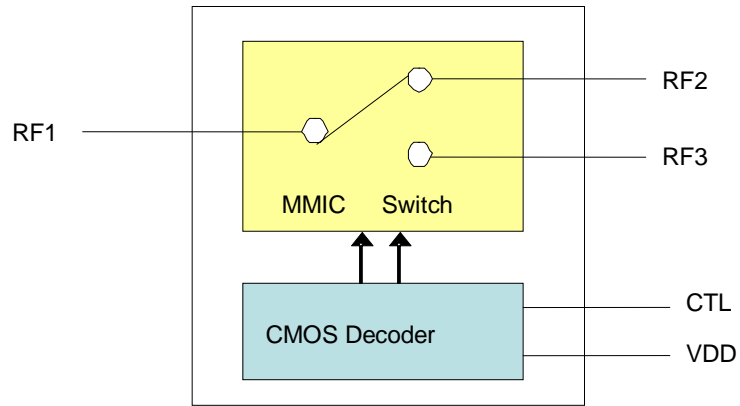 RF2
RF1
RF3
MMIC Switch
CTL
CMOS Decoder
VDD